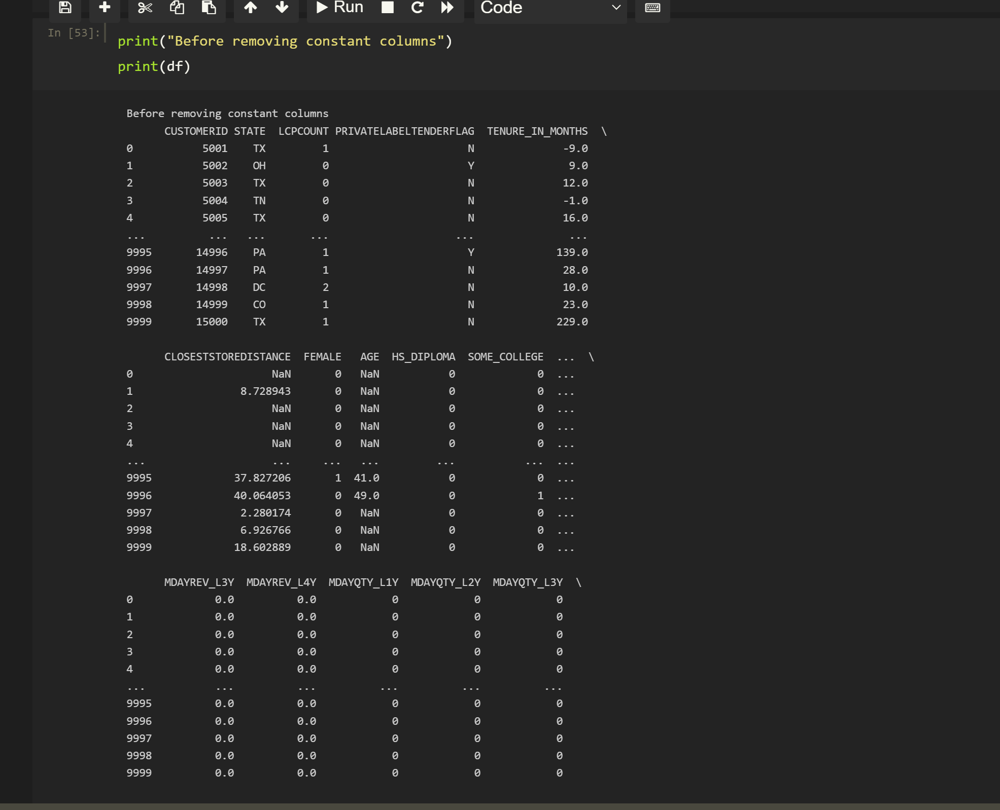 Run Code
In [53]:
print("Before removing constant columns")
print(df)
Before removing constant columns
CUSTOMERID STATE LCPCOUNT PRIVATELABELTENDERFLAG TENURE_IN_MONTHS \
0 5001 TX 1 N -9.0
1 5002 OH 0 Y 9.0
2 5003 TX 0 N 12.0
3 5004 TN 0 N -1.0
4 5005 TX 0 N 16.0
... ... ... ... ... ...
9995 14996 PA 1 Y 139.0
9996 14997 PA 1 N 28.0
9997 14998 DC 2 N 10.0
9998 14999 CO 1 N 23.0
9999 15000 TX 1 N 229.0
CLOSESTSTOREDISTANCE FEMALE AGE HS_DIPLOMA SOME_COLLEGE ... \
0 NaN 0 NaN 0 0 ...
1 8.728943 0 NaN 0 0 ...
2 NaN 0 NaN 0 0 ...
3 NaN 0 NaN 0 0 ...
4 NaN 0 NaN 0 0 ...
... ... ... ... ... ... ...
9995 37.827206 1 41.0 0 0 ...
9996 40.064053 0 49.0 0 1 ...
9997 2.280174 0 NaN 0 0 ...
9998 6.926766 0 NaN 0 0 ...
9999 18.602889 0 NaN 0 0 ...
MDAYREV_L3Y MDAYREV_L4Y MDAYQTY_L1Y MDAYQTY_L2Y MDAYQTY_L3Y \
0 0.0 0.0 0 0 0
1 0.0 0.0 0 0 0
2 0.0 0.0 0 0 0
3 0.0 0.0 0 0 0
4 0.0 0.0 0 0 0
... ... ... ... ... ...
9995 0.0 0.0 0 0 0
9996 0.0 0.0 0 0 0
9997 0.0 0.0 0 0 0
9998 0.0 0.0 0 0 0
9999 0.0 0.0 0 0 0